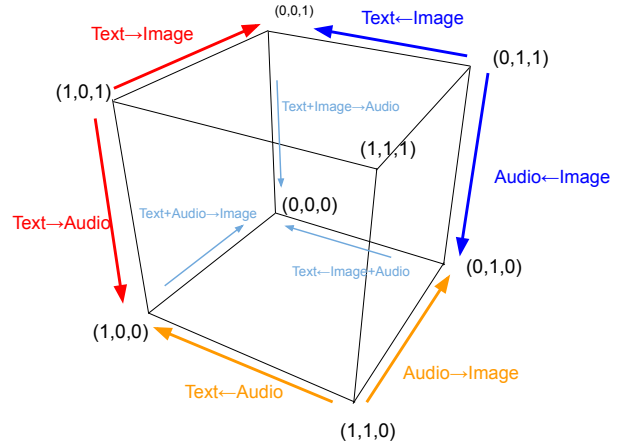 (0,0,1)
Text←Image
Text→Image
(0,1,1)
(1,0,1)
Text+Image→Audio
(1,1,1)
Audio←Image
Text+Audio→Image
(0,0,0)
Text→Audio
Text←Image+Audio
(0,1,0)
(1,0,0)
Audio→Image
Text←Audio
(1,1,0)